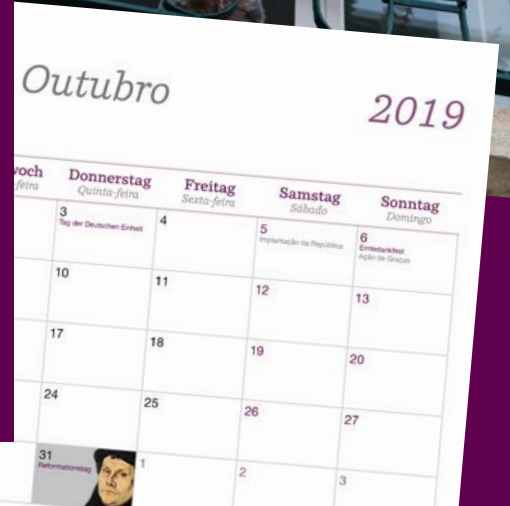 Outubro
2019
woch Donnerstag Freitag Samstag Sonntag
-feira Quinta-feira Sexta-feira Sábado Domingo
3 4 5 6
Tag der Deutschen Einheit Implantação da República Erntedankfest
Ação de Graças
10 11 12 13
17 18 19 20
24 25 26 27
31 1 2 3
Reformationstag